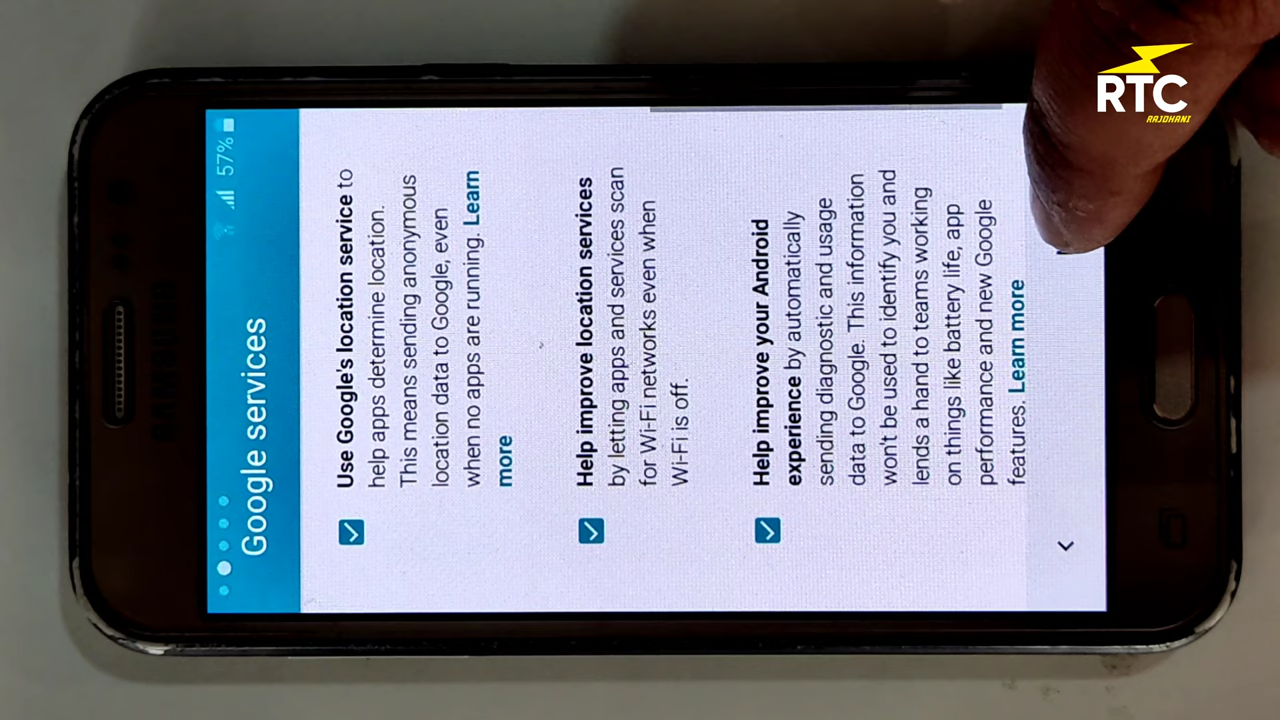 RTC
RAJDHANI
57%
Google services
Use Google's location service to
help apps determine location.
This means sending anonymous
location data to Google, even
when no apps are running. Learn
more
Help improve location services
by letting apps and services scan
for Wi-Fi networks even when
Wi-Fi is off.
Help improve your Android
experience by automatically
sending diagnostic and usage
data to Google. This information
won't be used to identify you and
lends a hand to teams working
on things like battery life, app
performance and new Google
features. Learn more
SAMSUNG